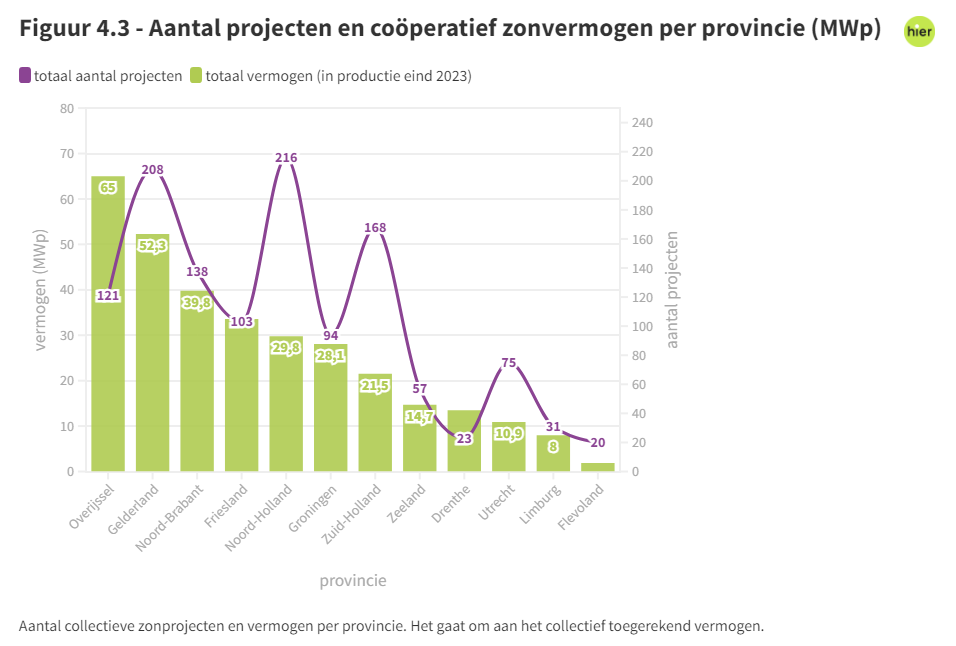 Figuur 4.3 - Aantal projecten en coöperatief zonvermogen per provincie (MWp)
hier
totaal aantal projecten totaal vermogen (in productie eind 2023)
80
70
60
50
40
30
20
10
0
vermogen (MWp)
240
220
200
180
160
140
120
100
80
60
40
20
0
aantal projecten
65
52,3
39,8
29,8
28,1
21,5
14,7
10,9
8
121
208
138
103
216
94
168
57
23
75
31
20
Overijssel
Gelderland
Noord-Brabant
Friesland
Noord-Holland
Groningen
Zuid-Holland
Zeeland
Drenthe
Utrecht
Limburg
Flevoland
provincie
Aantal collectieve zonprojecten en vermogen per provincie. Het gaat om aan het collectief toegerekend vermogen.